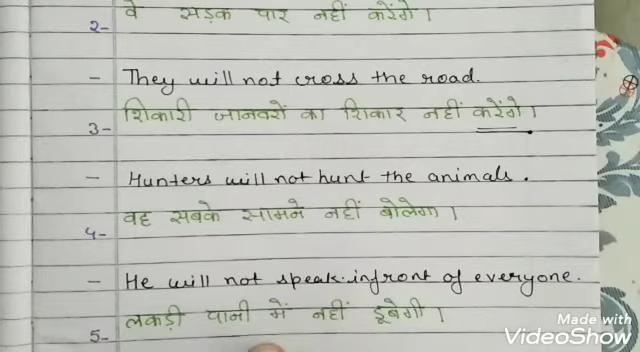 2- वे सड़क पार नहीं करेंगे।
- They will not cross the road.
3- शिकारी जानवरों का शिकार नहीं करेंगे।
- Hunters will not hunt the animals.
4- वह सबके सामने नहीं बोलेगा।
- He will not speak infront of everyone.
5- लकड़ी पानी में नहीं डूबेगी।
Made with
VideoShow